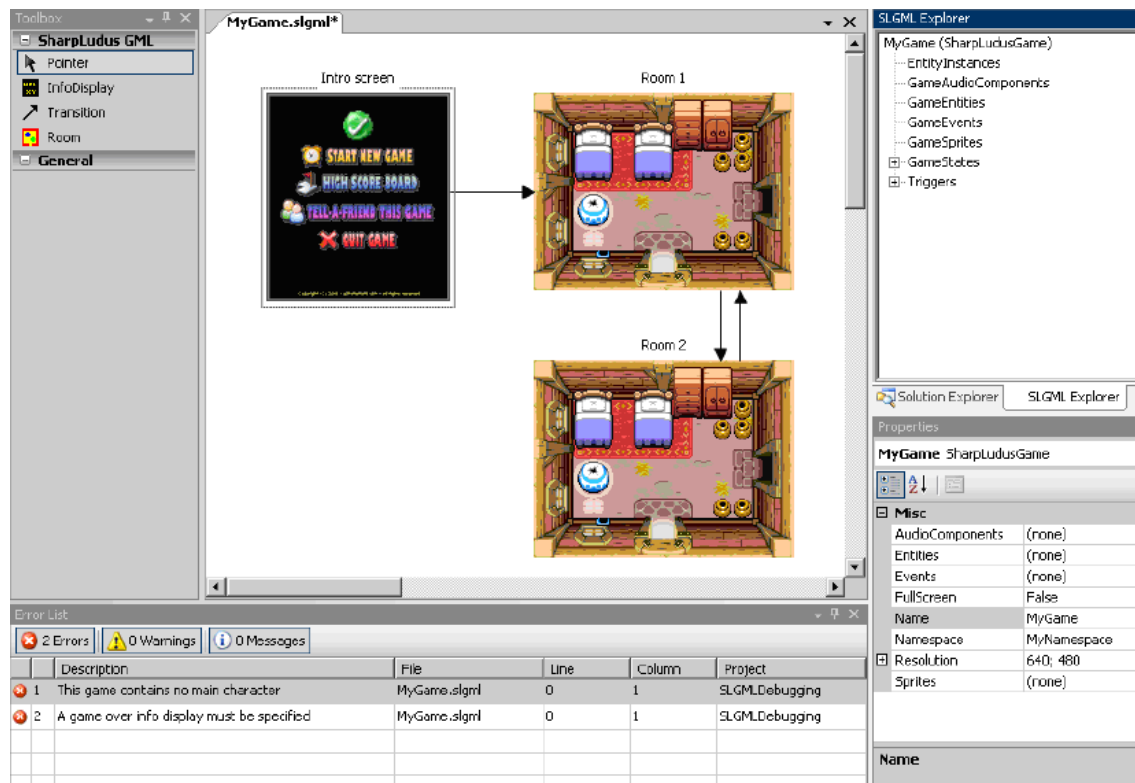 Toolbox
SharpLudus GML
Pointer
InfoDisplay
Transition
Room
General
MyGame.slgml*
Intro screen
START NEW GAME
HIGH SCORE BOARD
TELL-A-FRIEND THIS GAME
QUIT GAME
Room 1
Room 2
SLGML Explorer
MyGame (SharpLudusGame)
EntityInstances
GameAudioComponents
GameEntities
GameEvents
GameSprites
GameStates
Triggers
Solution Explorer
SLGML Explorer
Properties
MyGame SharpLudusGame
Misc
AudioComponents (none)
Entities (none)
Events (none)
FullScreen False
Name MyGame
Namespace MyNamespace
Resolution 640; 480
Sprites (none)
Name
Error List
2 Errors 0 Warnings 0 Messages
Description File Line Column Project
1 This game contains no main character MyGame.slgml 0 1 SLGMLDebugging
2 A game over info display must be specified MyGame.slgml 0 1 SLGMLDebugging